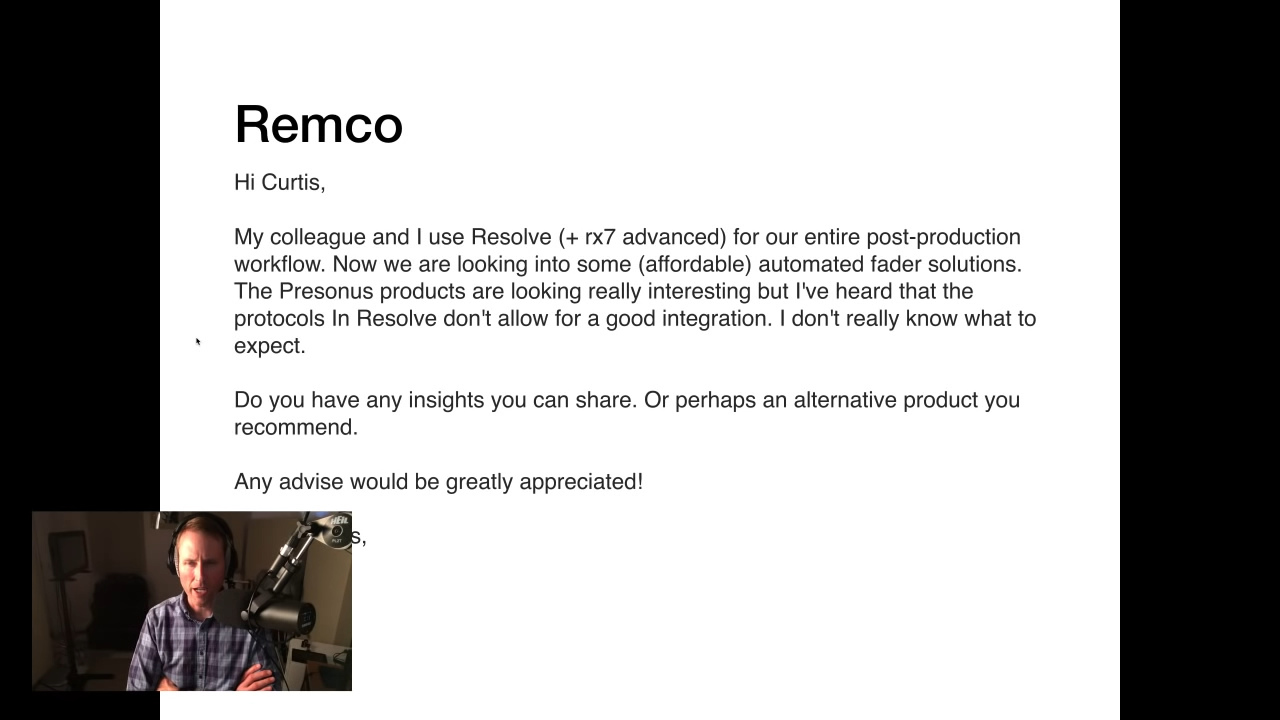 Remco
Hi Curtis,
My colleague and I use Resolve (+ rx7 advanced) for our entire post-production
workflow. Now we are looking into some (affordable) automated fader solutions.
The Presonus products are looking really interesting but I've heard that the
protocols In Resolve don't allow for a good integration. I don't really know what to
expect.
Do you have any insights you can share. Or perhaps an alternative product you
recommend.
Any advise would be greatly appreciated!
s,
HEIL